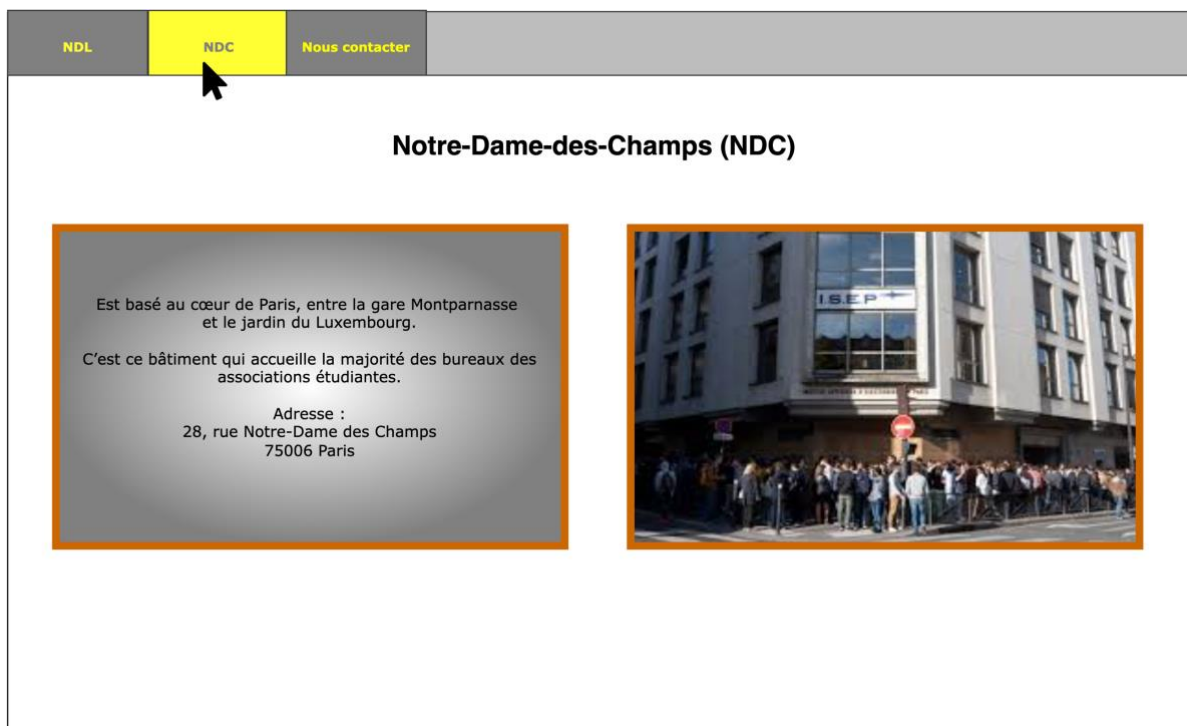 NDL
NDC
Nous contacter
Notre-Dame-des-Champs (NDC)
Est basé au cœur de Paris, entre la gare Montparnasse
et le jardin du Luxembourg.
C’est ce bâtiment qui accueille la majorité des bureaux des
associations étudiantes.
Adresse :
28, rue Notre-Dame des Champs
75006 Paris
I.S.E.P